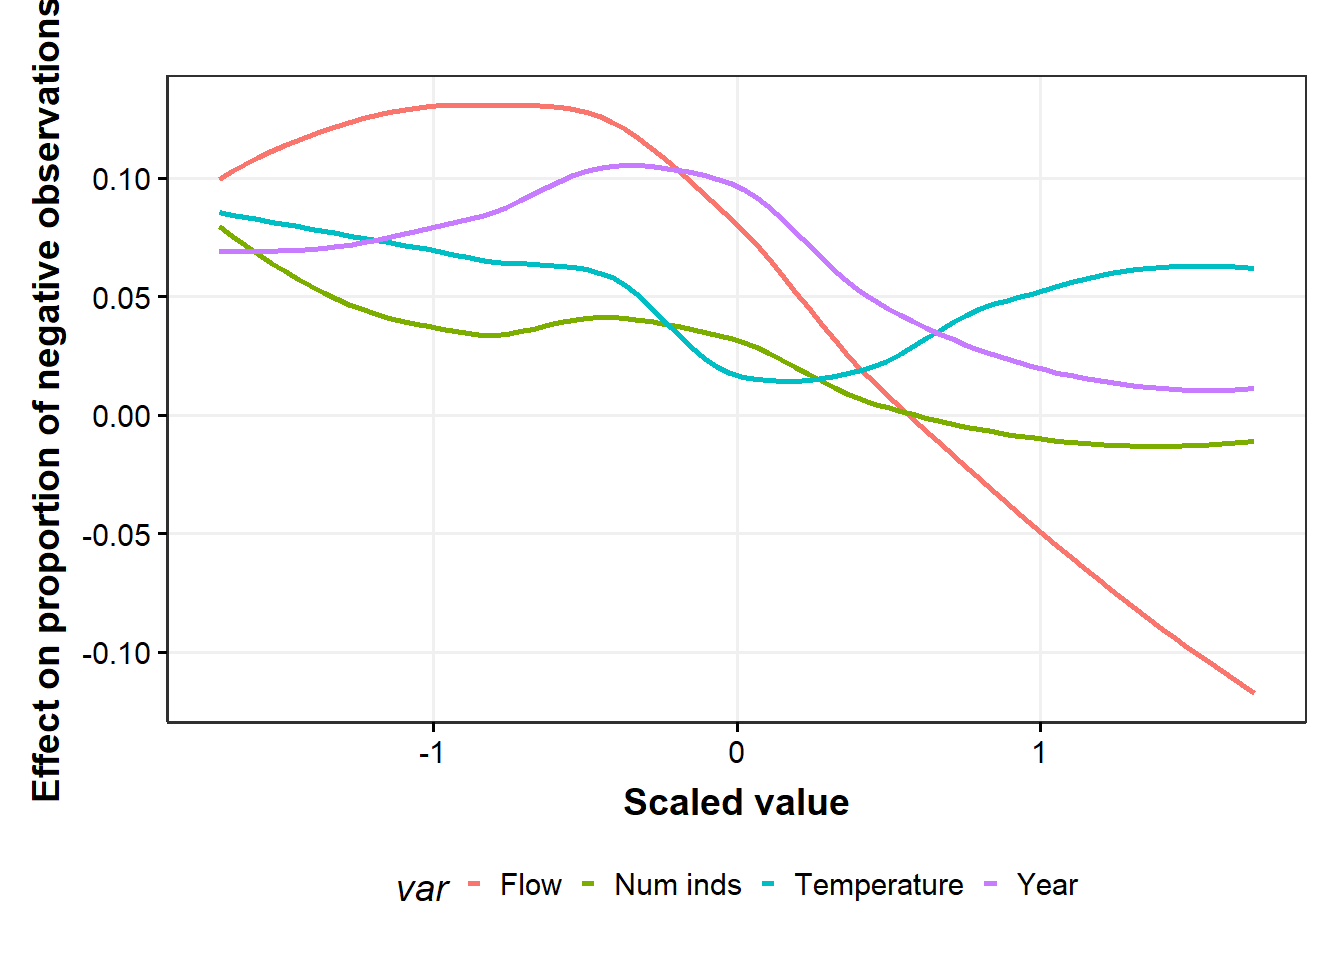 Effect on proportion of negative observations
0.10
0.05
0.00
-0.05
-0.10
-1 0 1
Scaled value
var Flow Num inds Temperature Year